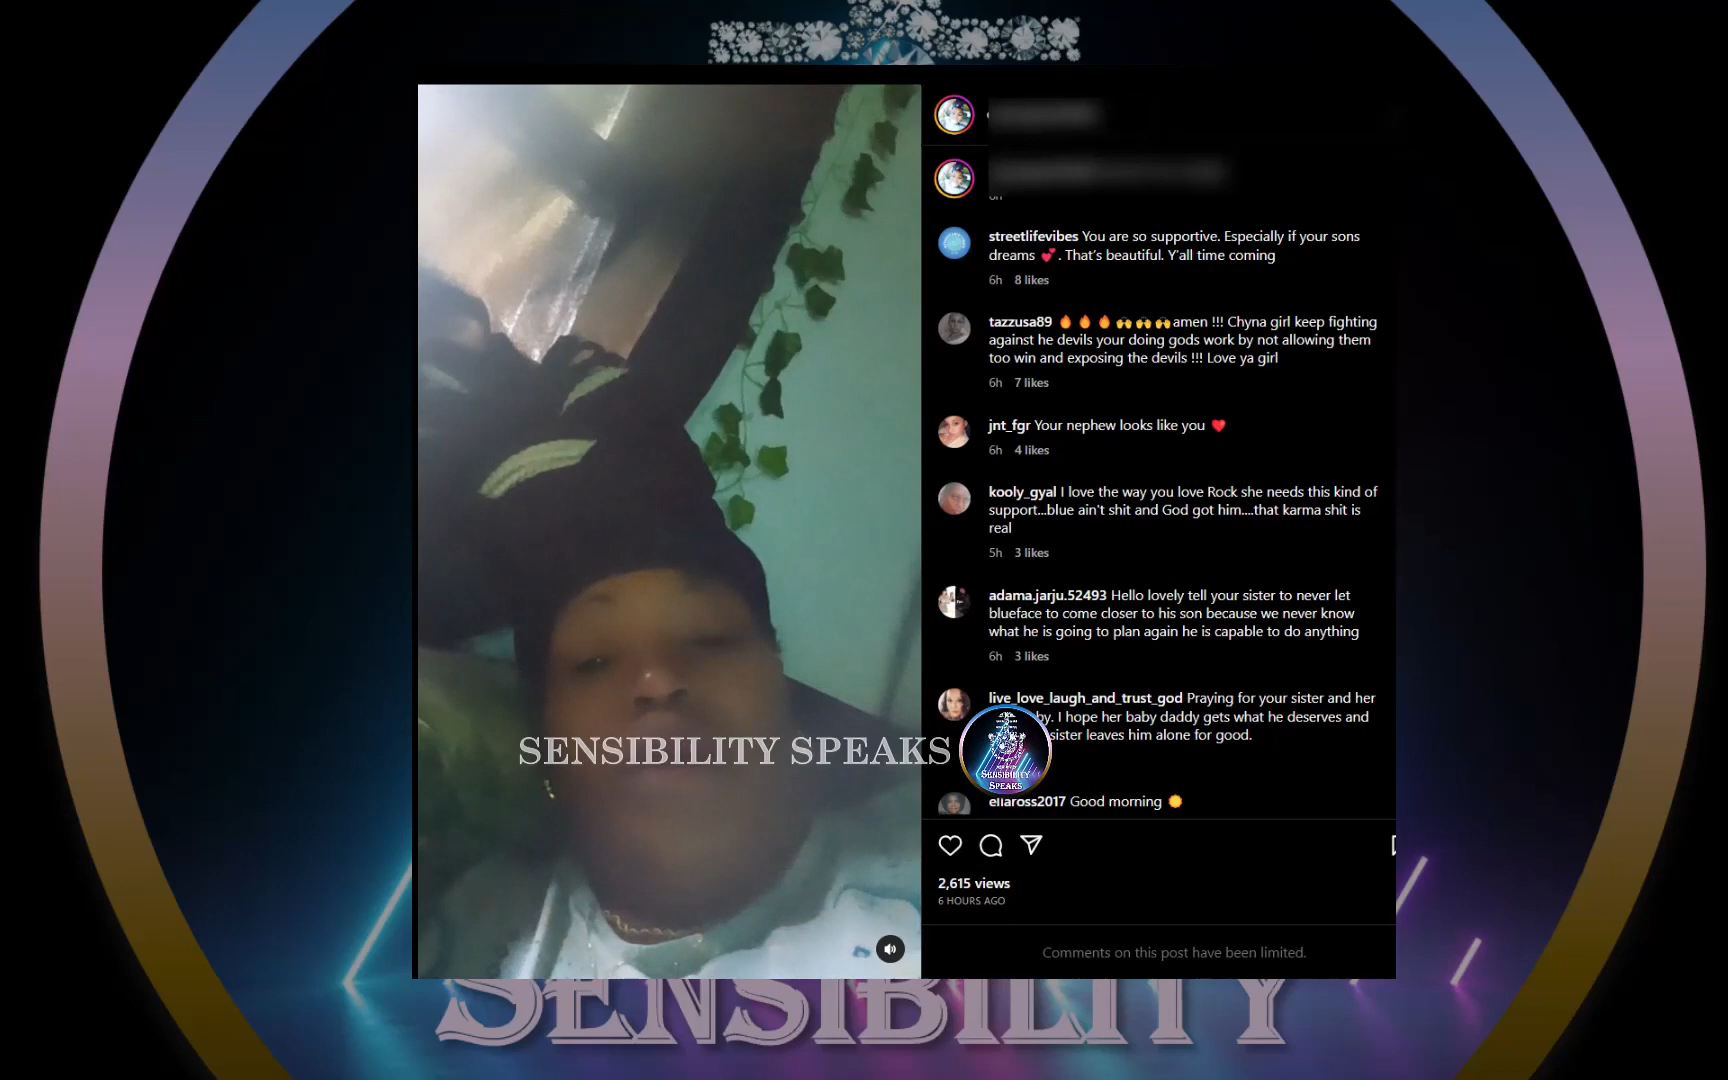 streetlifevibes You are so supportive. Especially if your sons
dreams 💕. That's beautiful. Y'all time coming
6h 8 likes
tazzusa89 🔥🔥🔥🙌🙌🙌amen !!! Chyna girl keep fighting
against he devils your doing gods work by not allowing them
too win and exposing the devils !!! Love ya girl
6h 7 likes
jnt_fgr Your nephew looks like you ❤️
6h 4 likes
kooly_gyal I love the way you love Rock she needs this kind of
support...blue ain't shit and God got him....that karma shit is
real
5h 3 likes
adama.jarju.52493 Hello lovely tell your sister to never let
blueface to come closer to his son because we never know
what he is going to plan again he is capable to do anything
6h 3 likes
live_love_laugh_and_trust_god Praying for your sister and her
by. I hope her baby daddy gets what he deserves and
sister leaves him alone for good.
SENSIBILITY SPEAKS
SENSIBILITY
SPEAKS
ellaross2017 Good morning ☀️
2,615 views
6 HOURS AGO
Comments on this post have been limited.
SENSIBILITY